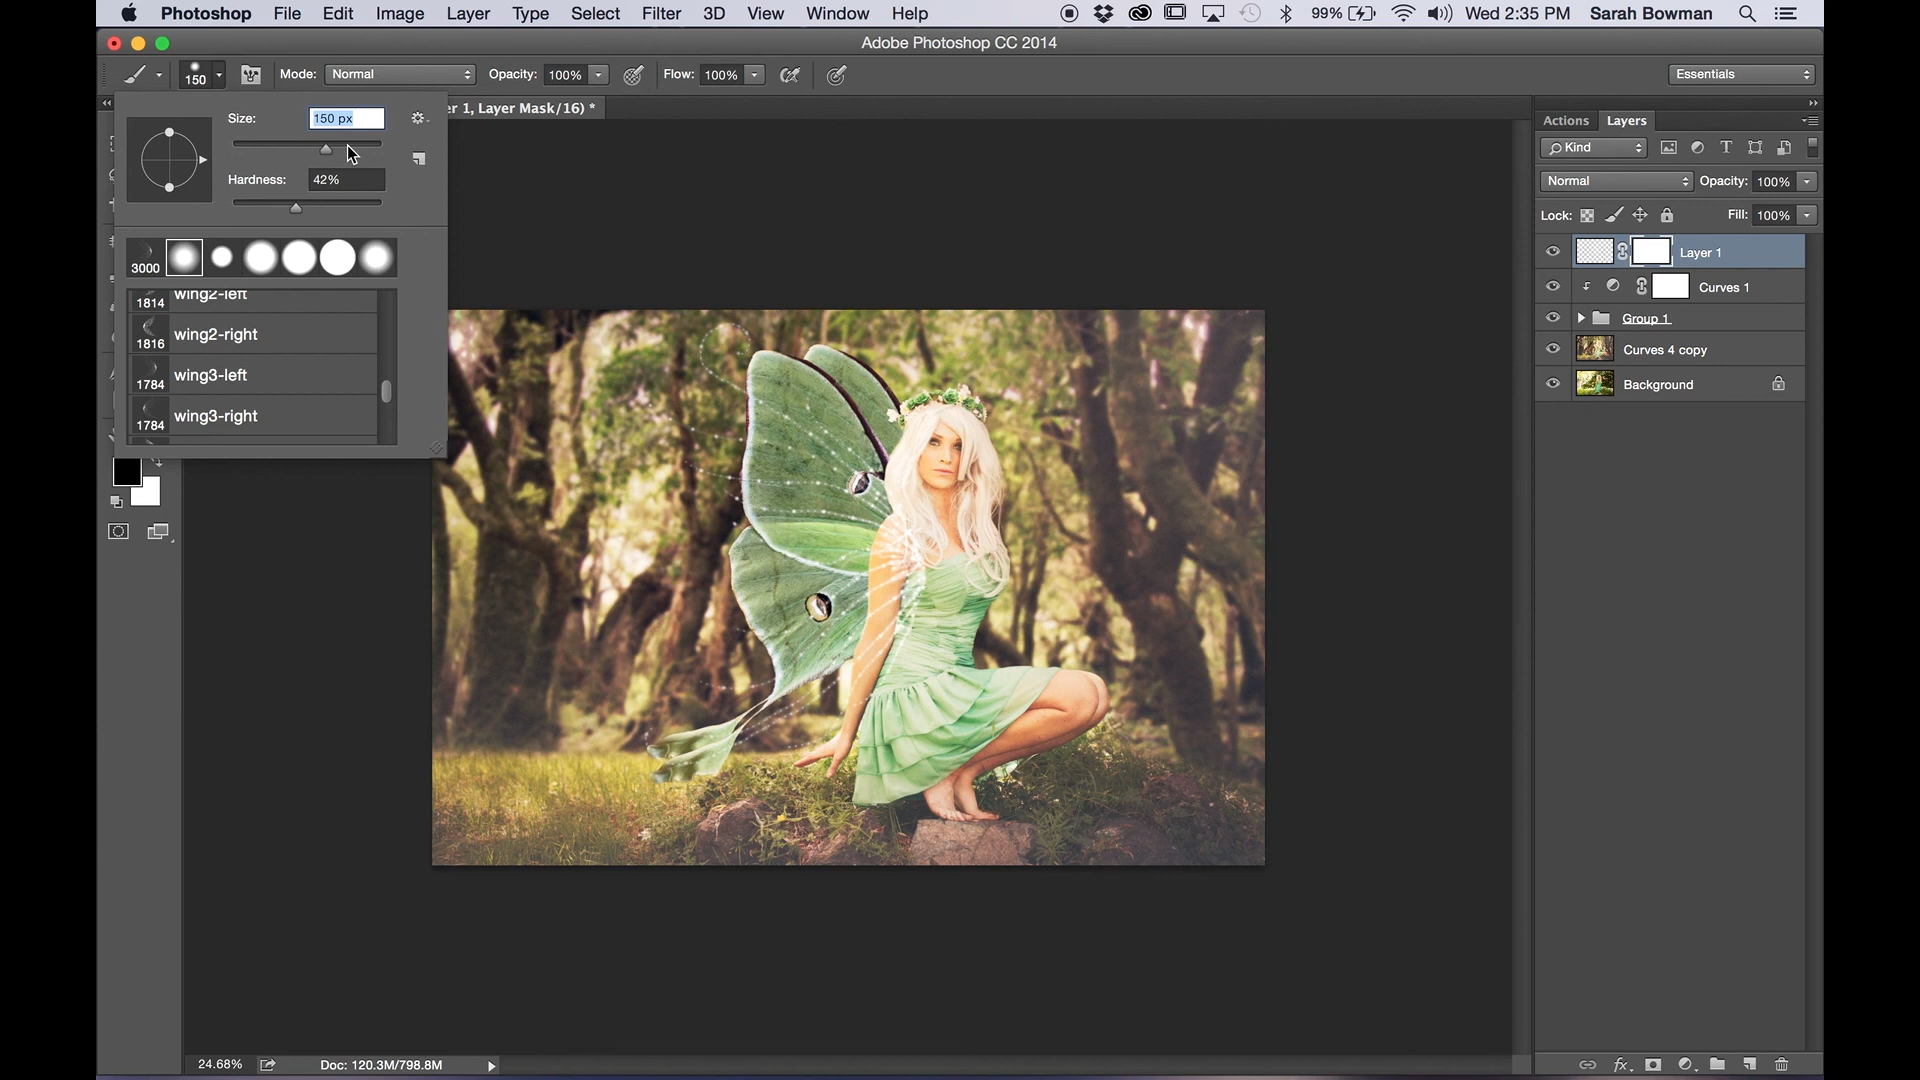 Photoshop File Edit Image Layer Type Select Filter 3D View Window Help 99% Wed 2:35 PM Sarah Bowman
Adobe Photoshop CC 2014
150 Mode: Normal Opacity: 100% Flow: 100% Essentials
er 1, Layer Mask/16) *
Size: 150 px
Hardness: 42%
3000
1814 wing2-left
1816 wing2-right
1784 wing3-left
1784 wing3-right
Actions Layers
Kind
Normal Opacity: 100%
Lock: Fill: 100%
Layer 1
Curves 1
Group 1
Curves 4 copy
Background
24.68% Doc: 120.3M/798.8M
fx